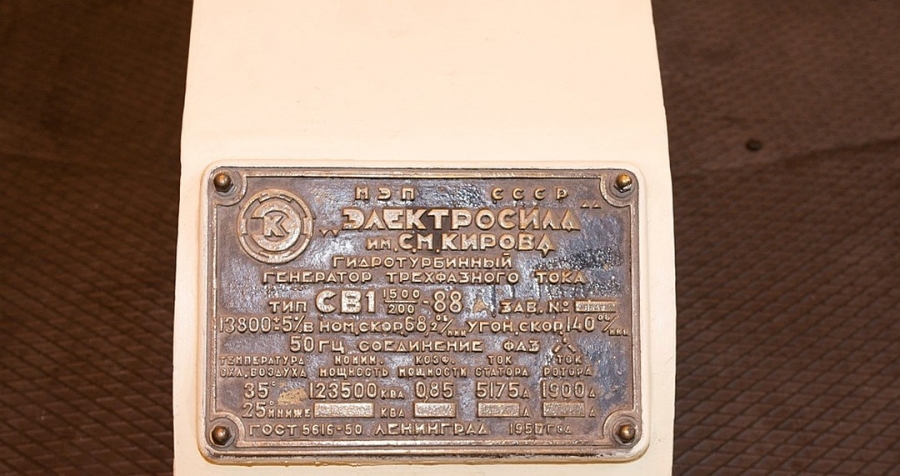 К
МЭП СССР
„ЭЛЕКТРОСИЛА"
ИМ. С.М. КИРОВА
ГИДРОТУРБИННЫЙ
ГЕНЕРАТОР ТРЕХФАЗНОГО ТОКА
ТИП СВ1 1500/200-88 ЗАВ. №
13800±5% В НОМ. СКОР. 68,2 ОБ/МИН УГОН. СКОР. 140 ОБ/МИН
50 ГЦ. СОЕДИНЕНИЕ ФАЗ
ТЕМПЕРАТУРА НОМИН. КОЭФ. ТОК ТОК
ОХЛ. ВОЗДУХА МОЩНОСТЬ МОЩНОСТИ СТАТОРА РОТОРА
35° 123500 КВА 0,85 5175 А 1900 А
25° И НИЖЕ КВА А А
ГОСТ 5616-50 ЛЕНИНГРАД 1957 ГОД